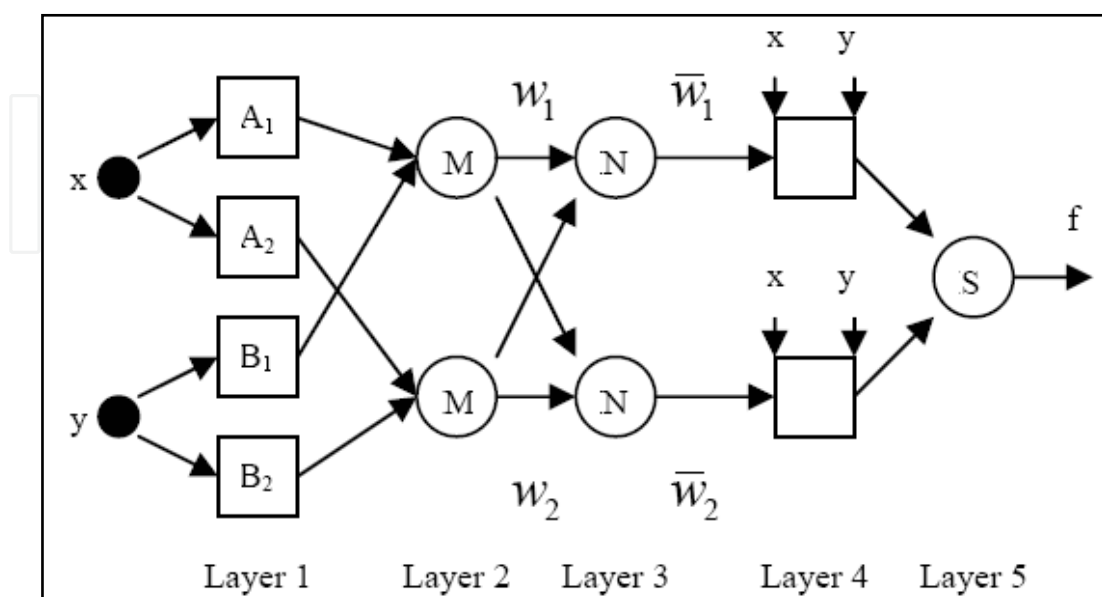 x y
w₁ w̅₁
A₁
M N
x
A₂
f
S
x y
B₁
M N
y
B₂
w₂ w̅₂
Layer 1 Layer 2 Layer 3 Layer 4 Layer 5